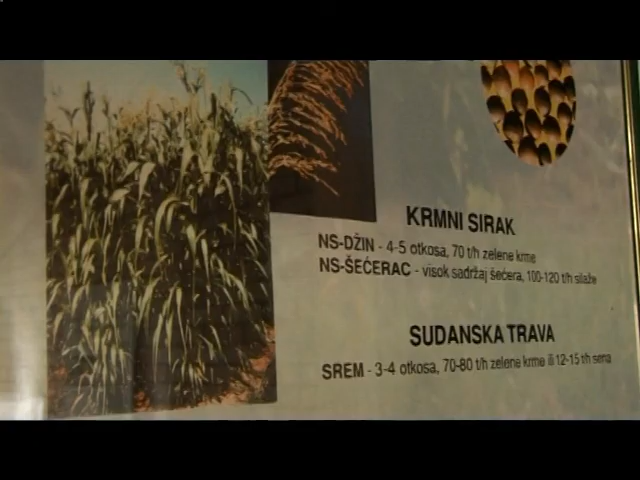 KRMNI SIRAK
NS-DŽIN - 4-5 otkosa, 70 t/h zelene krme
NS-ŠEĆERAC - visok sadržaj šećera, 100-120 t/h silaže
SUDANSKA TRAVA
SREM - 3-4 otkosa, 70-80 t/h zelene krme ili 12-15 t/h sena